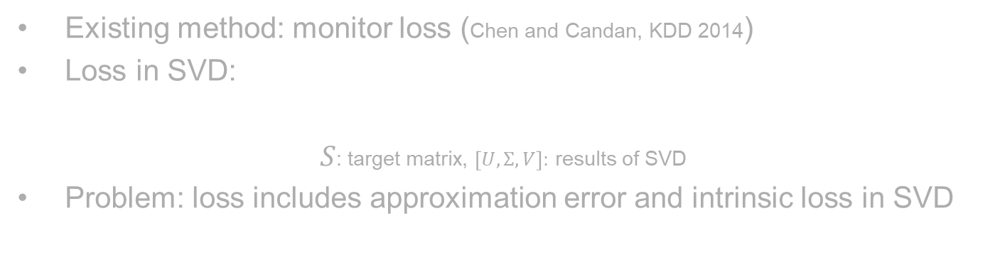 • Existing method: monitor loss (Chen and Candan, KDD 2014)
• Loss in SVD:
S: target matrix, [U, Σ, V]: results of SVD
• Problem: loss includes approximation error and intrinsic loss in SVD